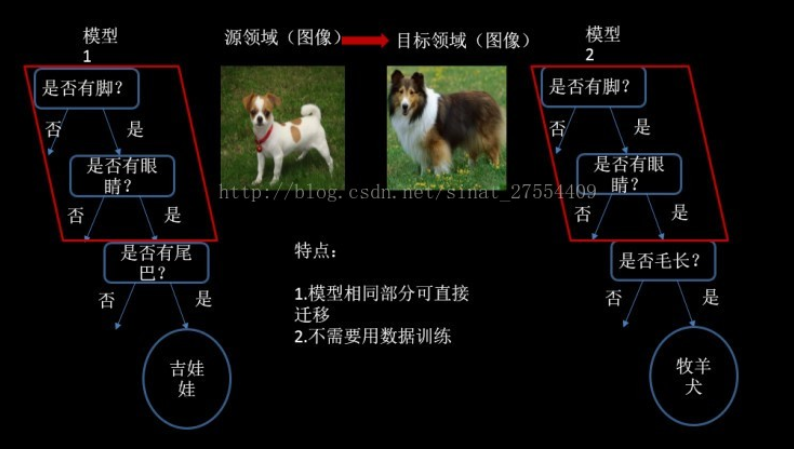 模型
1
源领域（图像）
目标领域（图像）
模型
2
是否有脚？
否
是
是否有眼
睛？
否
是
是否有尾
巴？
否
是
吉娃
娃
http://blog.csdn.net/sinat_27554409
特点：
1.模型相同部分可直接
迁移
2.不需要用数据训练
是否有脚？
否
是
是否有眼
睛？
否
是
是否毛长？
否
是
牧羊
犬